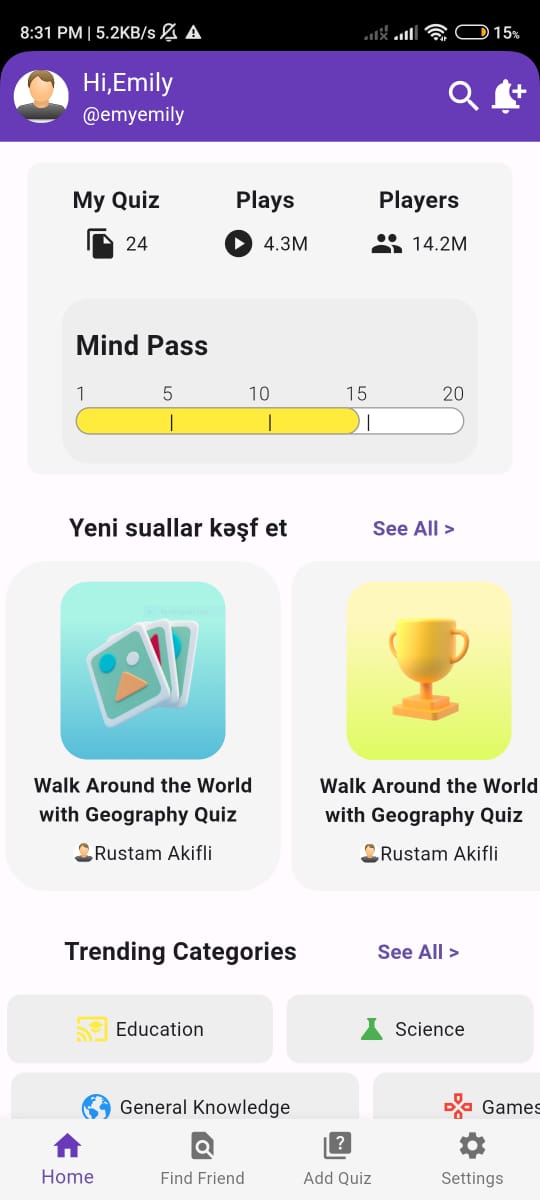 8:31 PM | 5.2KB/s
15%
Hi,Emily
@emyemily
My Quiz Plays Players
24 4.3M 14.2M
Mind Pass
1 5 10 15 20
Yeni suallar kəşf et See All >
Walk Around the World
with Geography Quiz
Rustam Akifli
Walk Around the World
with Geography Quiz
Rustam Akifli
Trending Categories See All >
Education Science
General Knowledge Games
Home Find Friend Add Quiz Settings